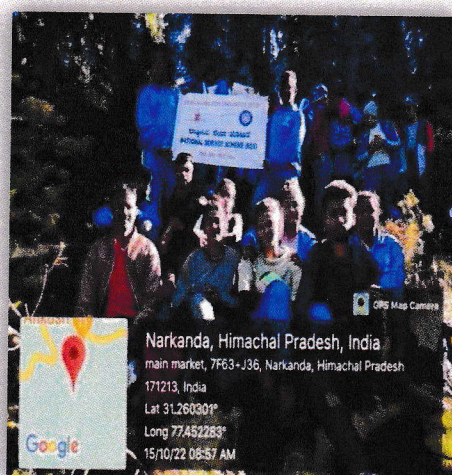 NATIONAL SERVICE SCHEME (NSS)
GPS Map Camera
Narkanda, Himachal Pradesh, India
main market, 7F63+J36, Narkanda, Himachal Pradesh
171213, India
Lat 31.260301°
Long 77.452283°
15/10/22 08:57 AM
Google